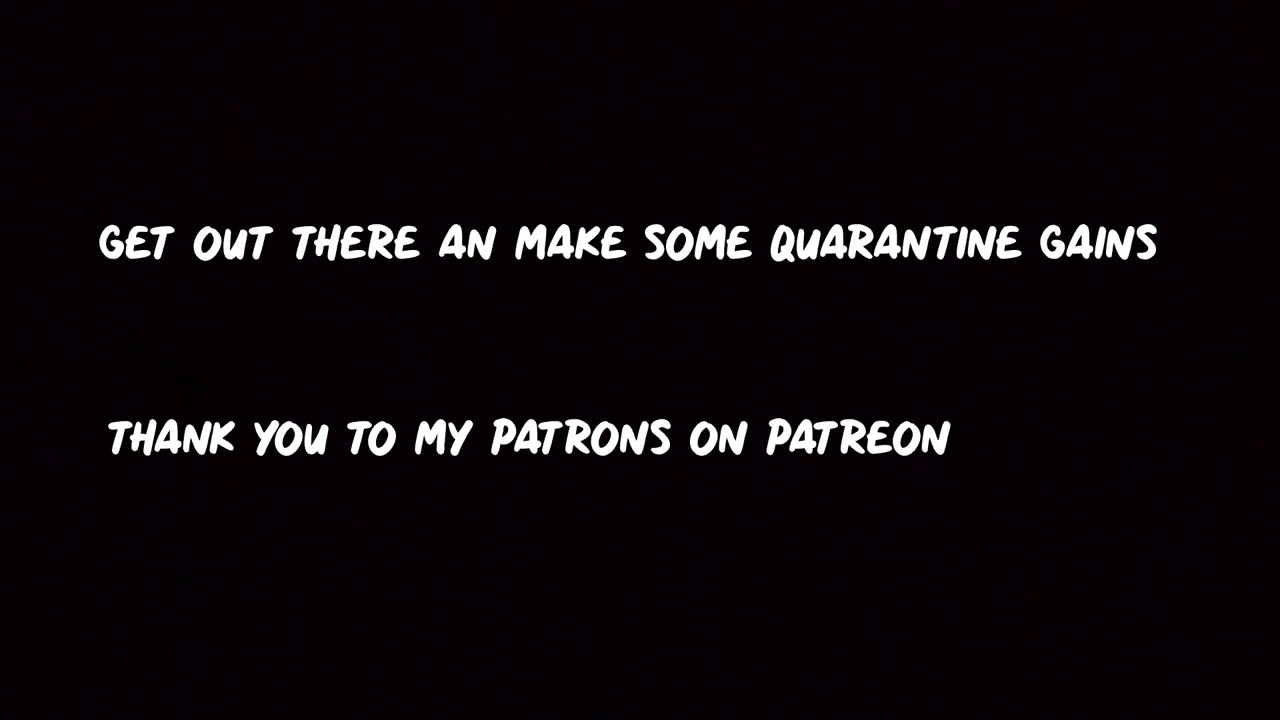 GET OUT THERE AN MAKE SOME QUARANTINE GAINS
THANK YOU TO MY PATRONS ON PATREON